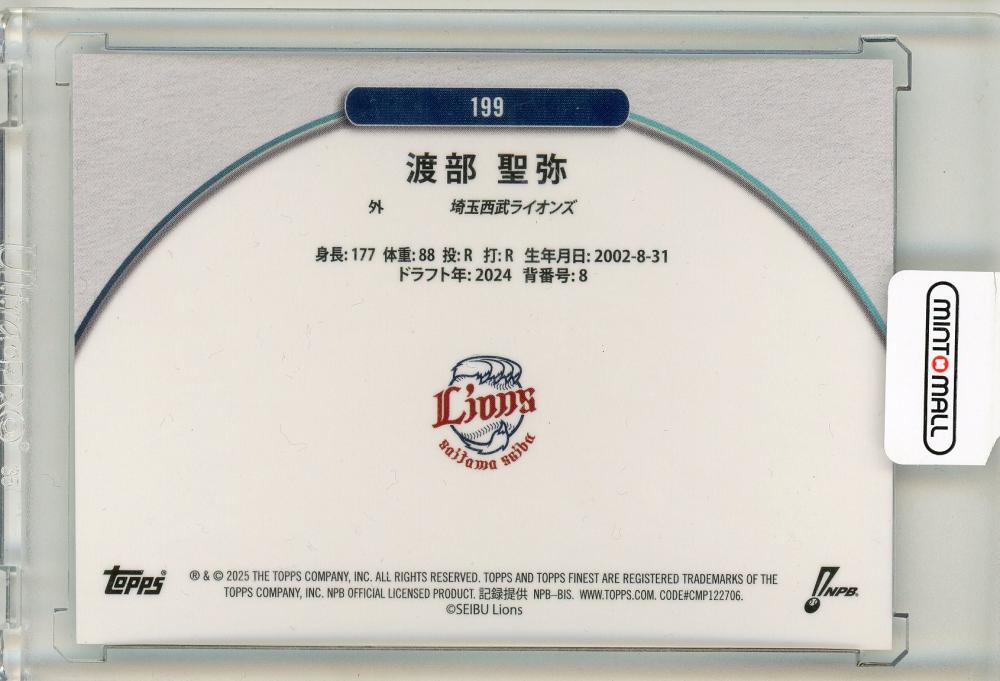 199
渡部 聖弥
外 埼玉西武ライオンズ
身長: 177 体重: 88 投: R 打: R 生年月日: 2002-8-31
ドラフト年: 2024 背番号: 8
Lions
saitama seibu
MINT MALL
topps®
® & © 2025 THE TOPPS COMPANY, INC. ALL RIGHTS RESERVED. TOPPS AND TOPPS FINEST ARE REGISTERED TRADEMARKS OF THE
TOPPS COMPANY, INC. NPB OFFICIAL LICENSED PRODUCT. 記録提供 NPB–BIS. WWW.TOPPS.COM. CODE#CMP122706.
©SEIBU Lions
NPB®